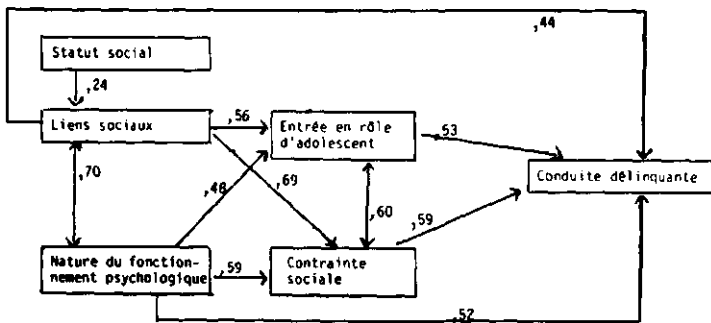 ,44
Statut social
,24
Liens sociaux
,56
Entrée en rôle
d'adolescent
,53
Conduite délinquante
,70
,48
,69
,60
,59
Nature du fonction-
nement psychologique
,59
Contrainte
sociale
,52